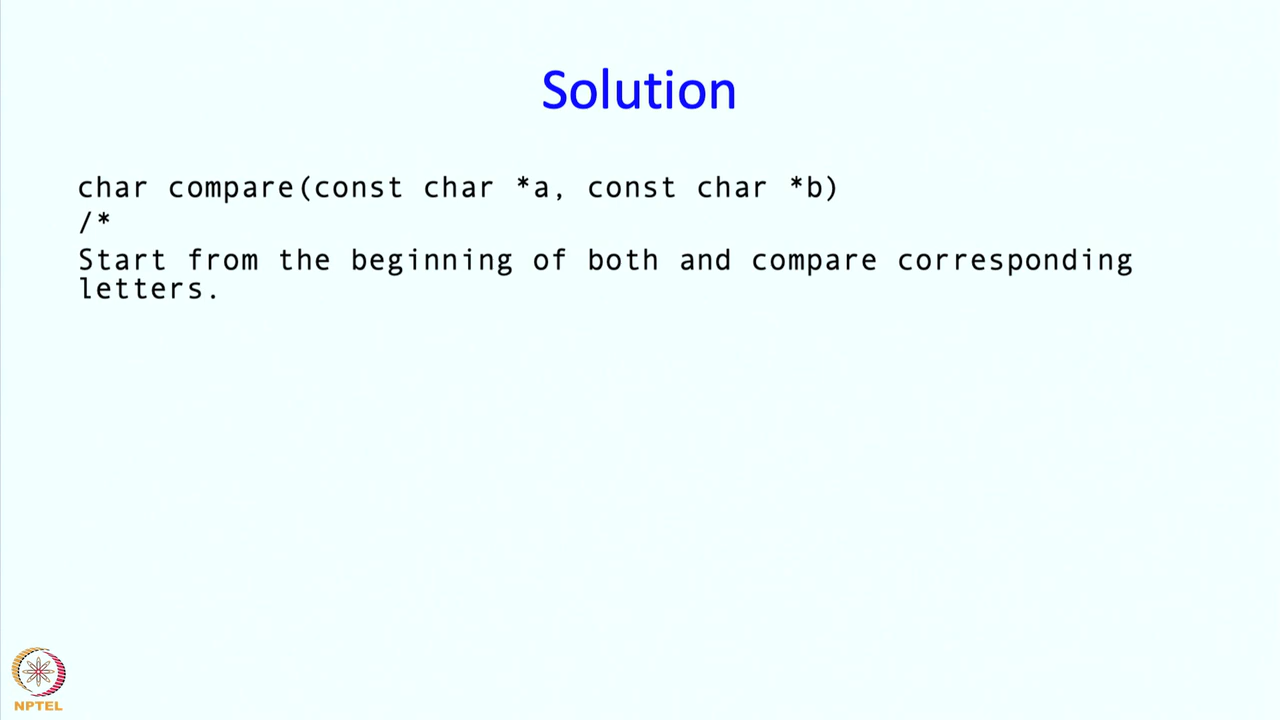 Solution
char compare(const char *a, const char *b)
/*
Start from the beginning of both and compare corresponding
letters.
NPTEL